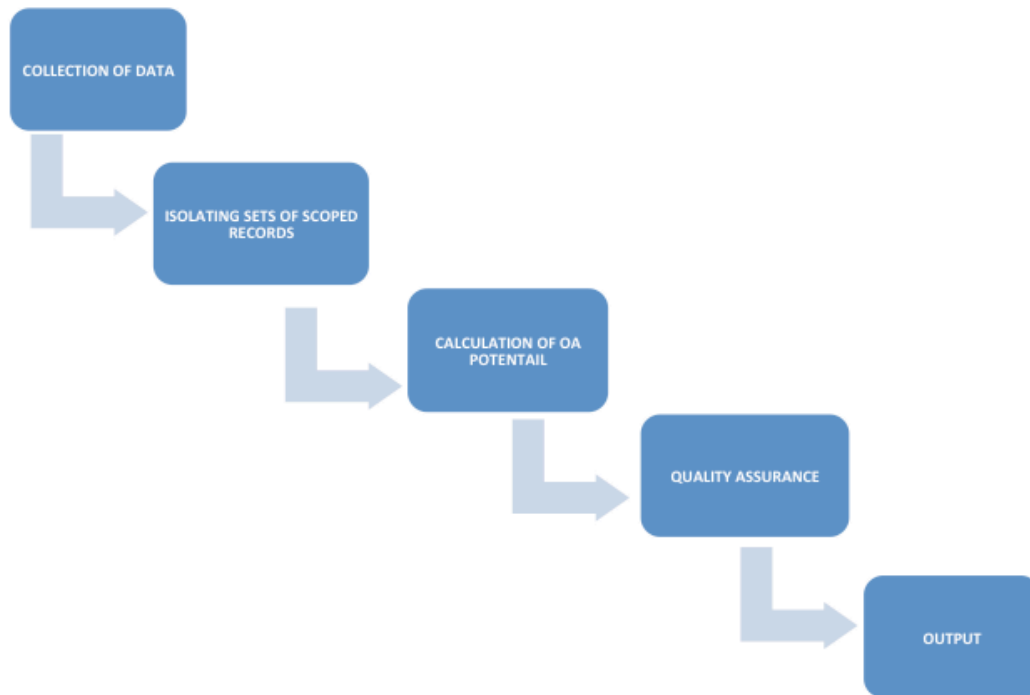 COLLECTION OF DATA
ISOLATING SETS OF SCOPED
RECORDS
CALCULATION OF OA
POTENTAIL
QUALITY ASSURANCE
OUTPUT